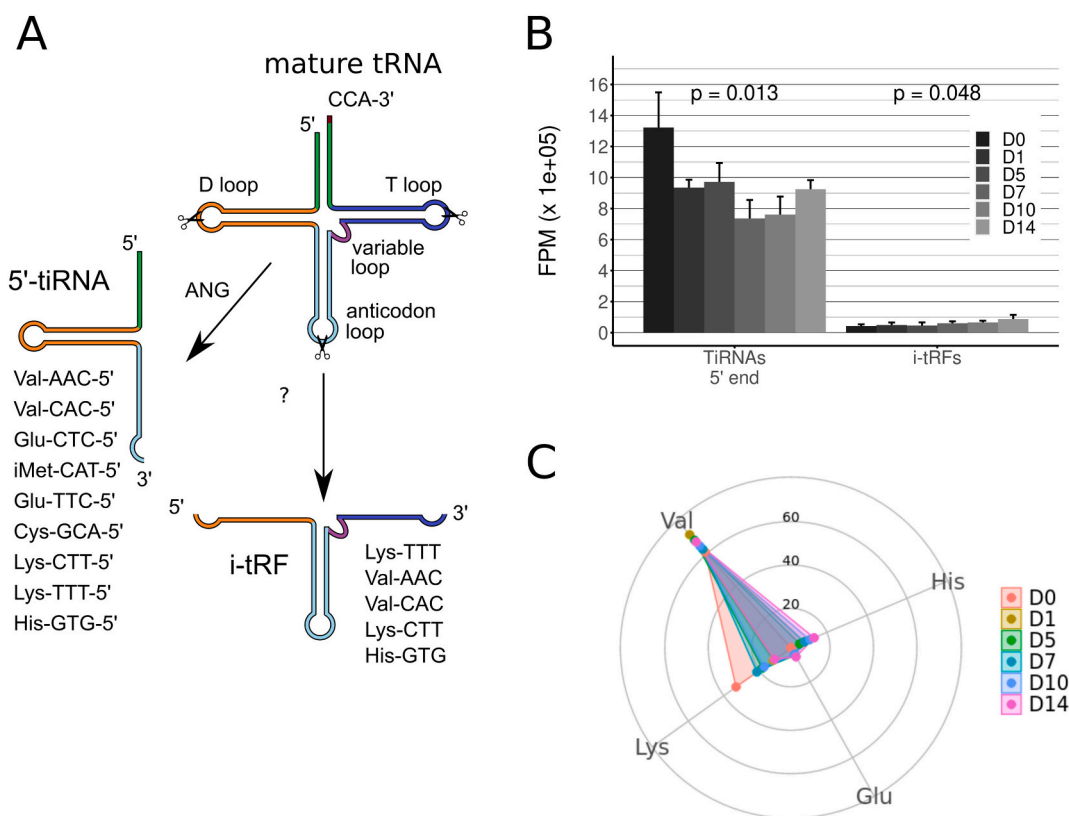 A
mature tRNA
CCA-3'
5'
D loop
T loop
variable
loop
anticodon
loop
ANG
?
5'-tiRNA
5'
3'
Val-AAC-5'
Val-CAC-5'
Glu-CTC-5'
iMet-CAT-5'
Glu-TTC-5'
Cys-GCA-5'
Lys-CTT-5'
Lys-TTT-5'
His-GTG-5'
5'
3'
i-tRF
Lys-TTT
Val-AAC
Val-CAC
Lys-CTT
His-GTG
B
FPM (x 1e+05)
16
14
12
10
8
6
4
2
0
p = 0.013
p = 0.048
D0
D1
D5
D7
D10
D14
TiRNAs
5' end
i-tRFs
C
Val
60
40
20
His
Lys
Glu
D0
D1
D5
D7
D10
D14